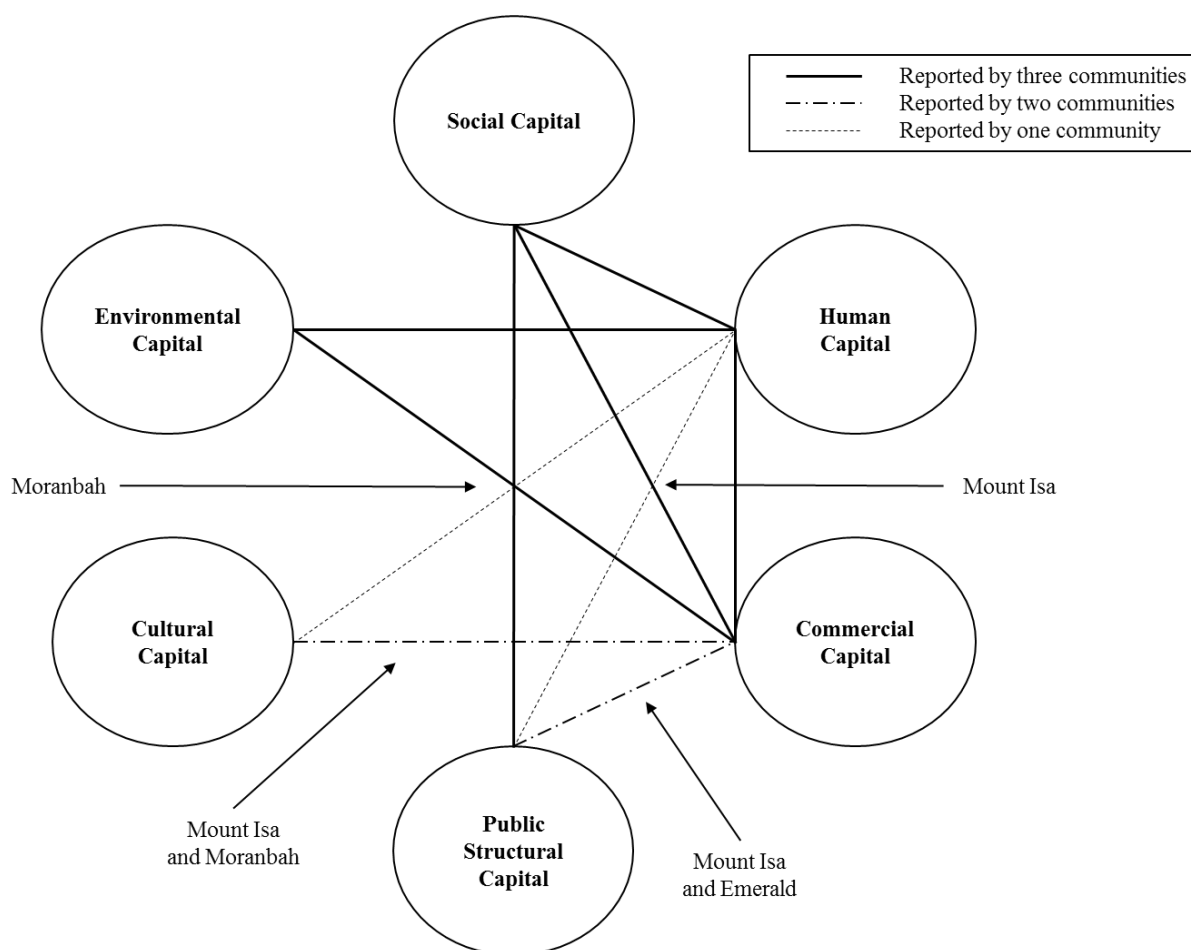 Reported by three communities
Reported by two communities
Reported by one community
Social Capital
Environmental
Capital
Human
Capital
Moranbah
Mount Isa
Cultural
Capital
Commercial
Capital
Mount Isa
and Moranbah
Public
Structural
Capital
Mount Isa
and Emerald